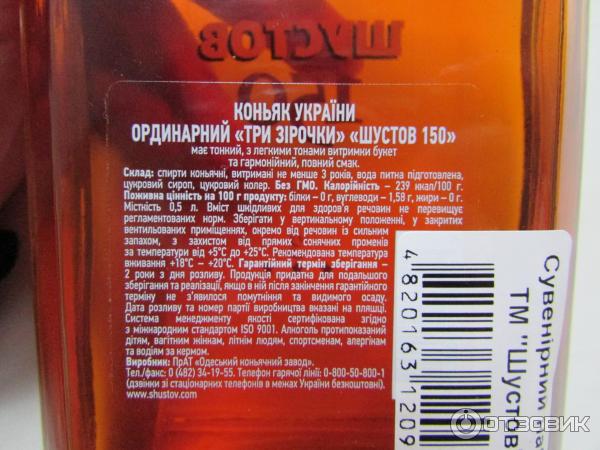 ШУСТОВ
КОНЬЯК УКРАЇНИ
ОРДИНАРНИЙ «ТРИ ЗІРОЧКИ» «ШУСТОВ 150»
має тонкий, з легкими тонами витримки букет
та гармонійний, повний смак.
Склад: спирти коньячні, витримані не менше 3 років, вода питна підготовлена,
цукровий сироп, цукровий колер. Без ГМО. Калорійність – 239 ккал/100 г.
Поживна цінність на 100 г продукту: білки – 0 г, вуглеводи – 1,58 г, жири – 0 г.
Місткість 0,5 л. Вміст шкідливих для здоров'я речовин не перевищує
регламентованих норм. Зберігати у вертикальному положенні, у закритих
вентильованих приміщеннях, окремо від речовин із сильним
запахом, з захистом від прямих сонячних променів
за температури від +5°С до +25°С. Рекомендована температура
вживання +18°С – +20°С. Гарантійний термін зберігання –
2 роки з дня розливу. Продукція придатна для подальшого
зберігання та реалізації, якщо в ній після закінчення гарантійного
терміну не з'явилося помутніння та видимого осаду.
Дата розливу та номер партії виробництва вказані на пляшці.
Система менеджменту якості сертифікована згідно
з міжнародним стандартом ISO 9001. Алкоголь протипоказаний
дітям, вагітним жінкам, літнім людям, спортсменам, алергікам
та водіям за кермом.
Виробник: ПрАТ «Одеський коньячний завод».
Тел./факс: 0 (482) 34-19-55. Телефон гарячої лінії: 0-800-50-800-1
(дзвінки зі стаціонарних телефонів в межах України безкоштовні).
www.shustov.com
4 820163 1209
Сувенірний
ТМ "Шустов
ОТЗОВИК